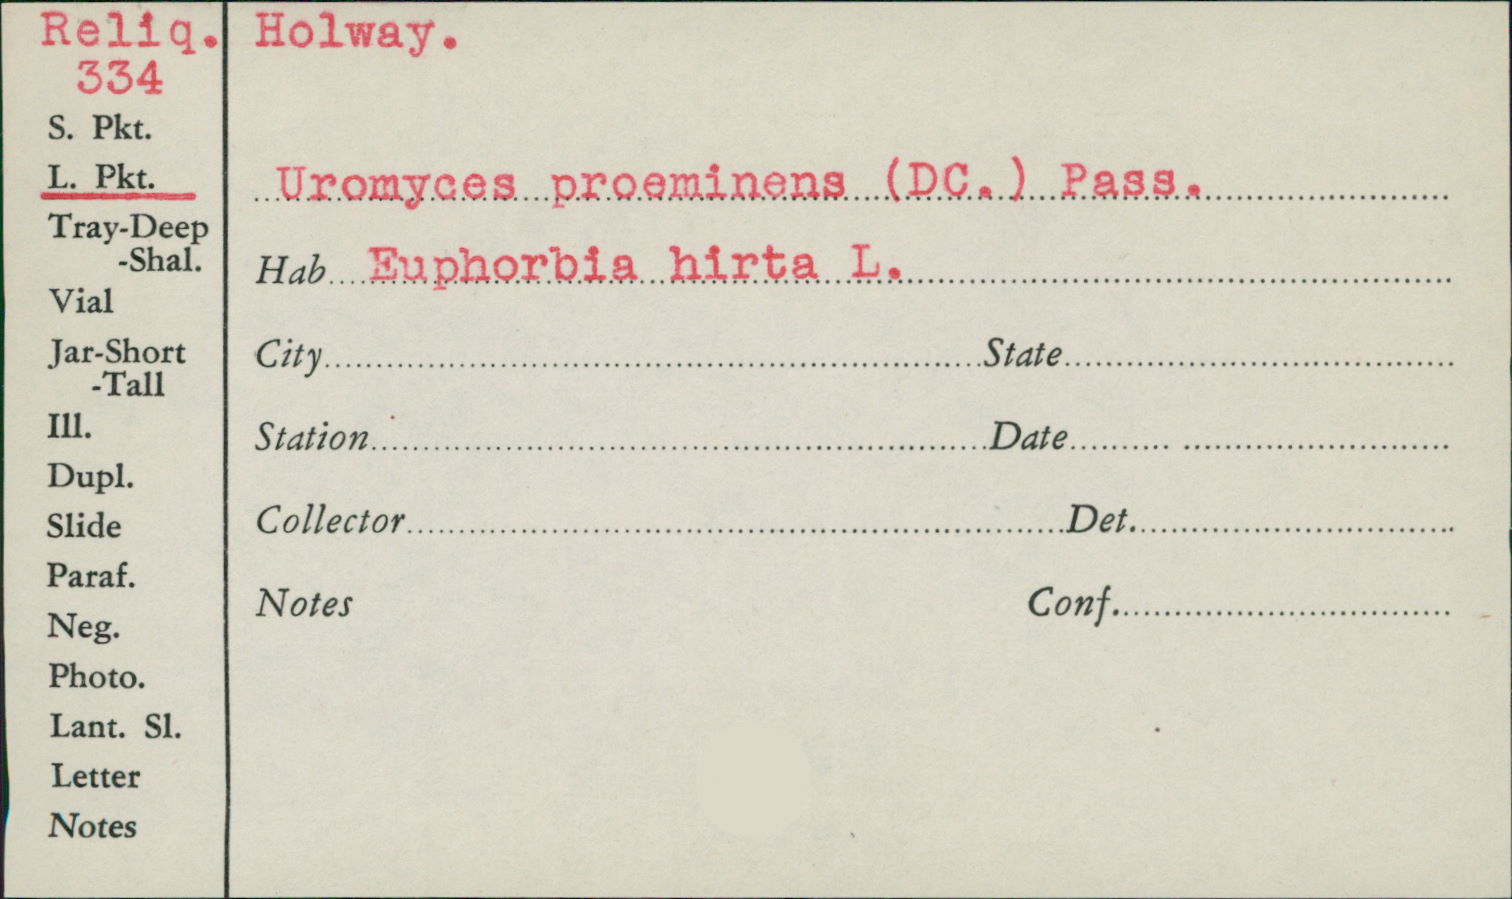 Reliq. Holway.
334
S. Pkt.
L. Pkt.
Uromyces proeminens (DC.) Pass.
Tray-Deep
-Shal.
Hab Euphorbia hirta L.
Vial
Jar-Short
-Tall
City State
Ill.
Station Date
Dupl.
Slide
Collector Det.
Paraf.
Notes Conf.
Neg.
Photo.
Lant. Sl.
Letter
Notes